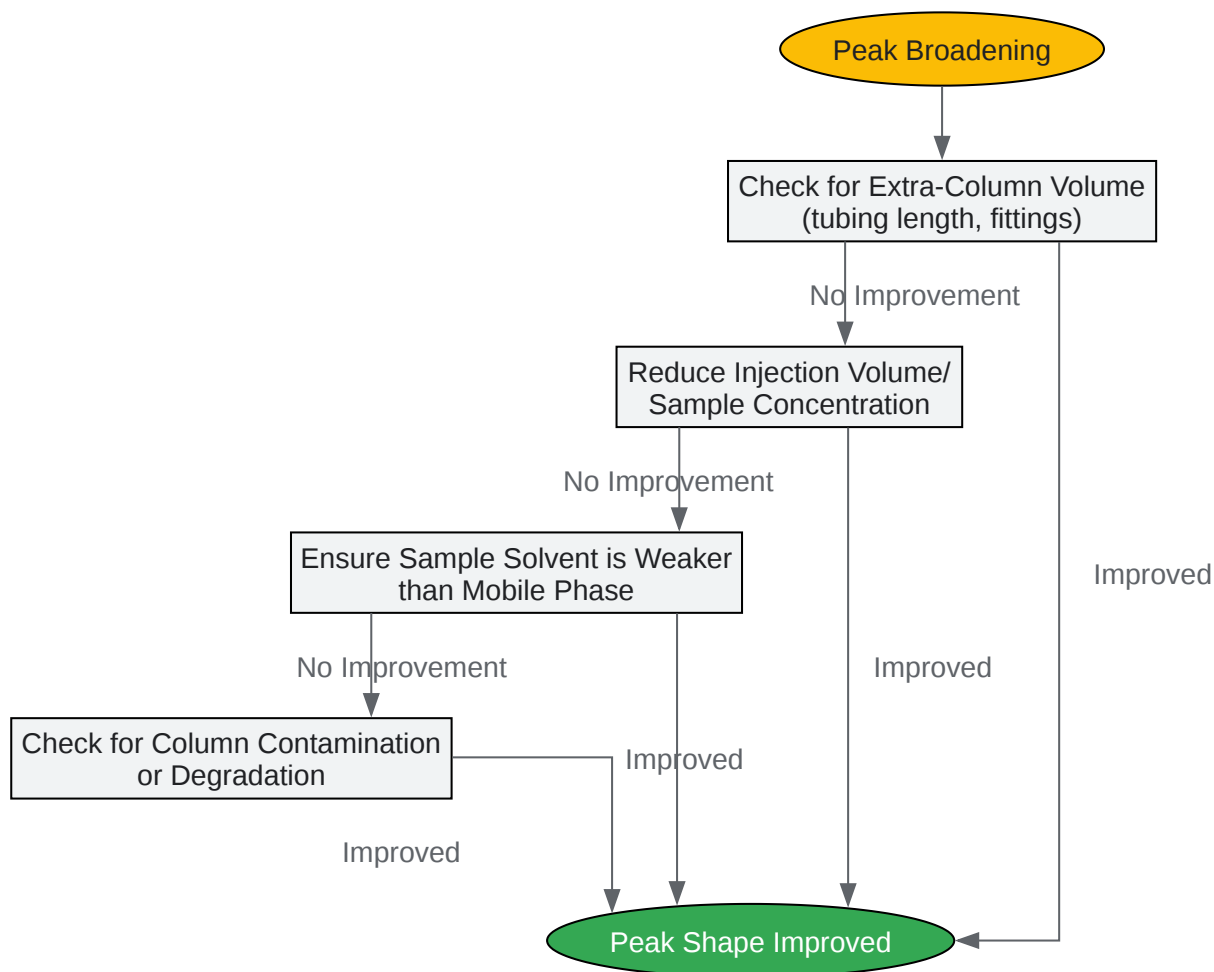 Peak Broadening
Check for Extra-Column Volume
(tubing length, fittings)
No Improvement
Reduce Injection Volume/
Sample Concentration
No Improvement
Ensure Sample Solvent is Weaker
than Mobile Phase
Improved
No Improvement
Improved
Check for Column Contamination
or Degradation
Improved
Improved
Peak Shape Improved